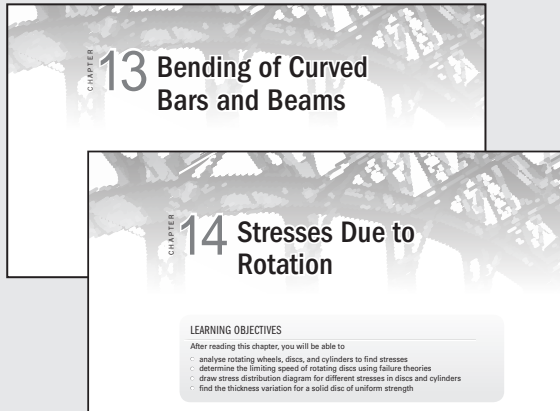 CHAPTER
13 Bending of Curved
Bars and Beams
CHAPTER
14 Stresses Due to
Rotation
LEARNING OBJECTIVES
After reading this chapter, you will be able to
○ analyse rotating wheels, discs, and cylinders to find stresses
○ determine the limiting speed of rotating discs using failure theories
○ draw stress distribution diagram for different stresses in discs and cylinders
○ find the thickness variation for a solid disc of uniform strength